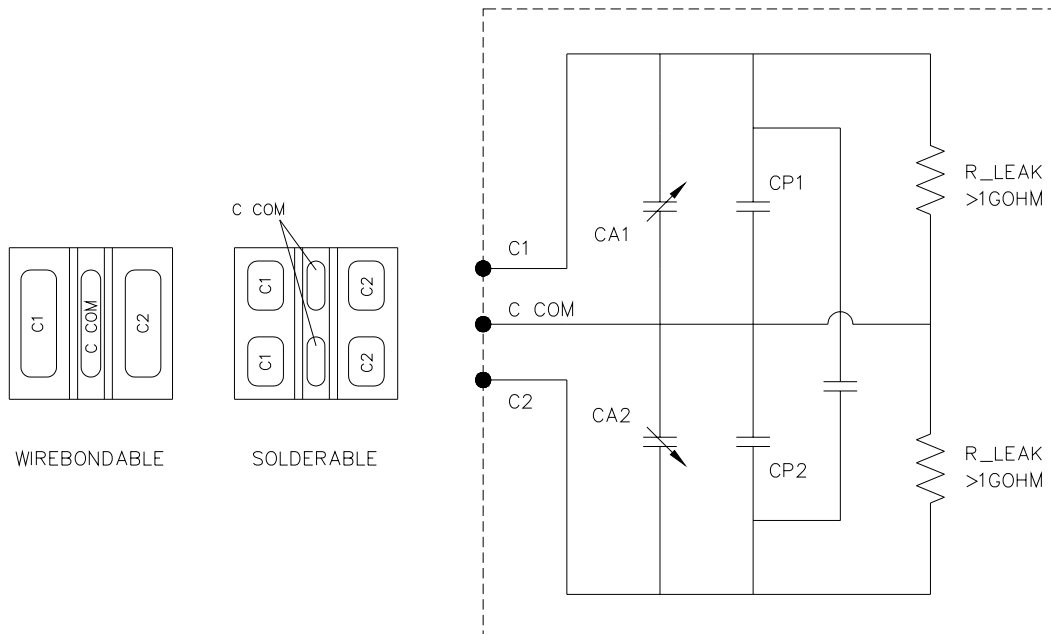 C COM
C1
C COM
C2
WIREBONDABLE
C1
C2
C1
C2
SOLDERABLE
C1
C COM
C2
CA1
CP1
R_LEAK
>1GOHM
CA2
CP2
R_LEAK
>1GOHM